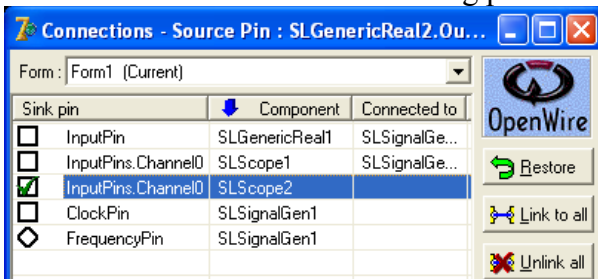 Connections - Source Pin : SLGenericReal2.Ou...
Form : Form1 (Current)
OpenWire
Sink pin Component Connected to
InputPin SLGenericReal1 SLSignalGe...
InputPins.Channel0 SLScope1 SLSignalGe...
Restore
InputPins.Channel0 SLScope2
ClockPin SLSignalGen1
Link to all
FrequencyPin SLSignalGen1
Unlink all